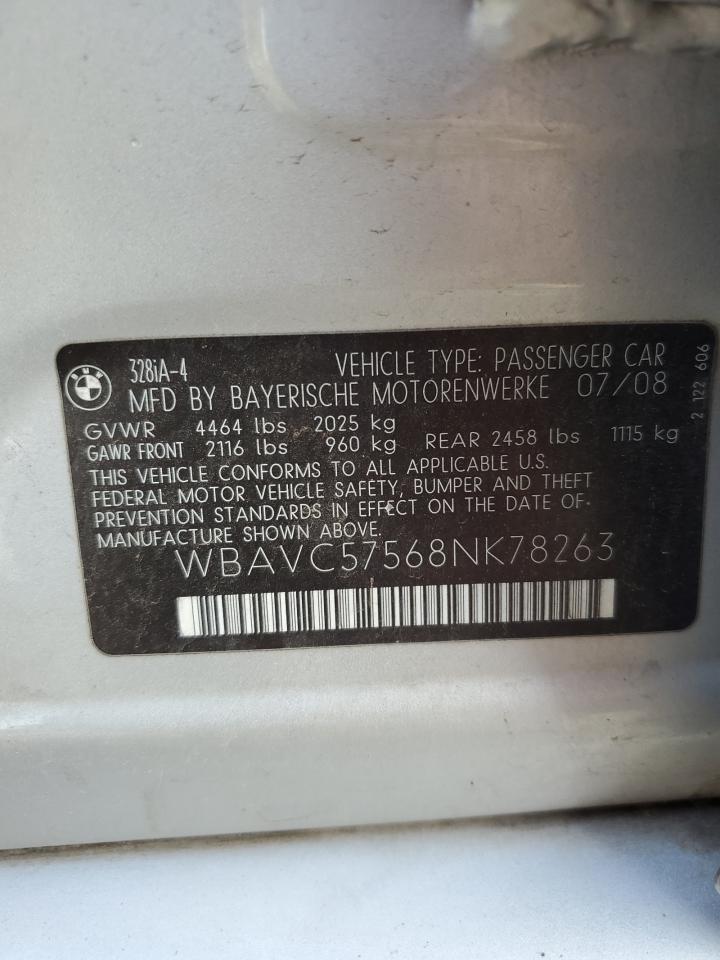 BMW
328iA-4 VEHICLE TYPE: PASSENGER CAR
MFD BY BAYERISCHE MOTORENWERKE 07/08
GVWR 4464 lbs 2025 kg
GAWR FRONT 2116 lbs 960 kg REAR 2458 lbs 1115 kg
THIS VEHICLE CONFORMS TO ALL APPLICABLE U.S.
FEDERAL MOTOR VEHICLE SAFETY, BUMPER AND THEFT
PREVENTION STANDARDS IN EFFECT ON THE DATE OF
MANUFACTURE SHOWN ABOVE.
WBAVC57568NK78263
2 122 606